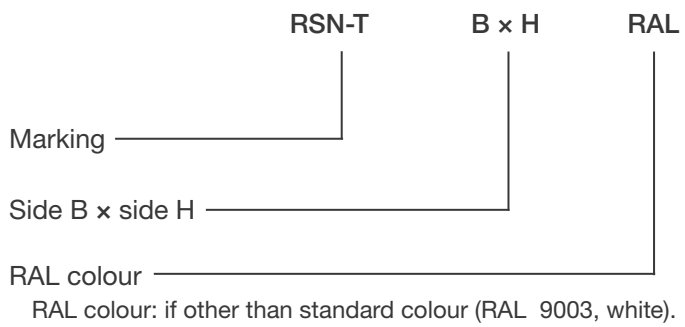 RSN-T B × H RAL
Marking
Side B × side H
RAL colour
RAL colour: if other than standard colour (RAL 9003, white).